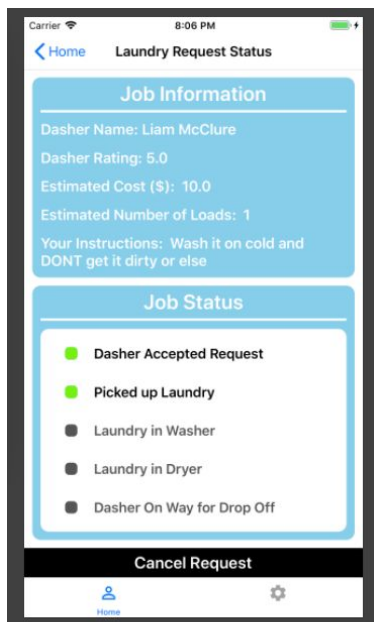 Carrier 8:06 PM
Home Laundry Request Status
Job Information
Dasher Name: Liam McClure
Dasher Rating: 5.0
Estimated Cost ($): 10.0
Estimated Number of Loads: 1
Your Instructions: Wash it on cold and
DONT get it dirty or else
Job Status
Dasher Accepted Request
Picked up Laundry
Laundry in Washer
Laundry in Dryer
Dasher On Way for Drop Off
Cancel Request
Home